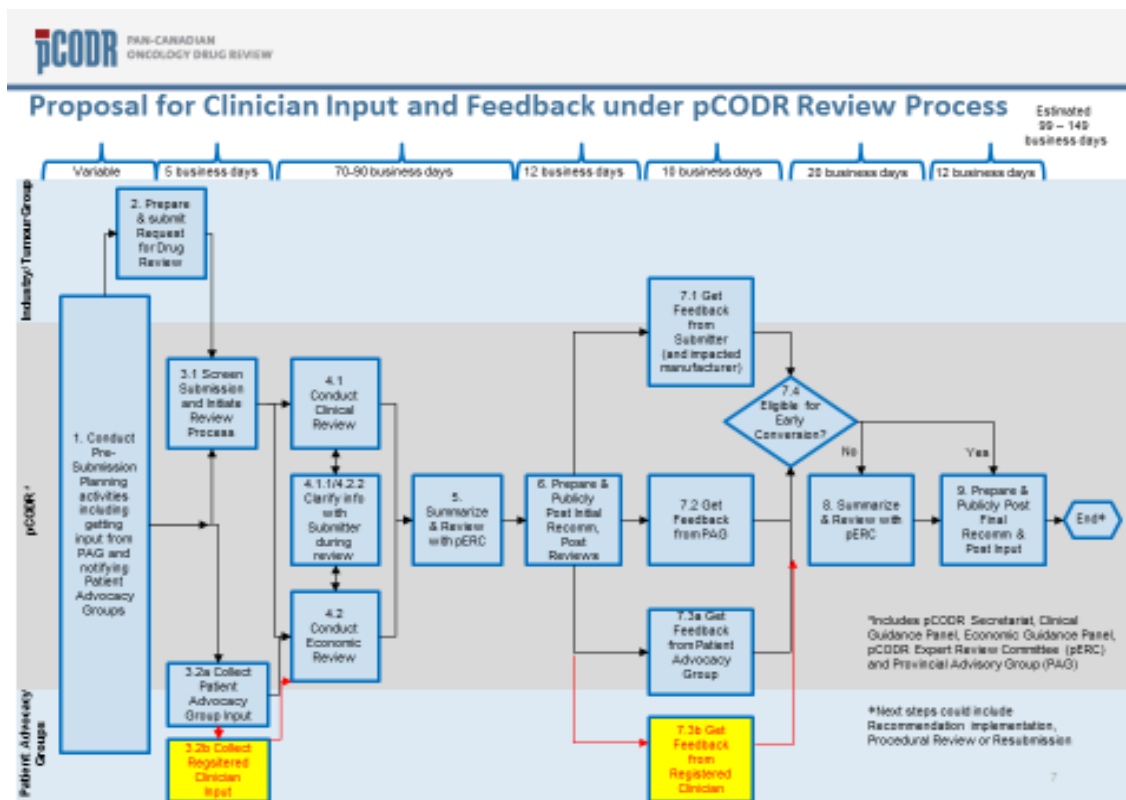 pCODR
PAN-CANADIAN
ONCOLOGY DRUG REVIEW
Proposal for Clinician Input and Feedback under pCODR Review Process
Estimated
99 – 149
business days
Variable
5 business days
70-90 business days
12 business days
10 business days
20 business days
12 business days
Industry/Tumour Group
2. Prepare
& submit
Request
for Drug
Review
7.1 Get
Feedback
from
Submitter
(and impacted
manufacturer)
pCODR *
1. Conduct
Pre-
Submission
Planning
activities
including
getting
input from
PAG and
notifying
Patient
Advocacy
Groups
3.1 Screen
Submission
and Initiate
Review
Process
4.1
Conduct
Clinical
Review
4.1.1/4.2.2
Clarify info
with
Submitter
during
review
4.2
Conduct
Economic
Review
5.
Summarize
& Review
with pERC
6. Prepare &
Publicly
Post Initial
Recomm,
Post
Reviews
7.2 Get
Feedback
from PAG
7.4
Eligible for
Early
Conversion?
No
Yes
8. Summarize
& Review with
pERC
9. Prepare &
Publicly Post
Final
Recomm &
Post Input
End*
3.2a Collect
Patient
Advocacy
Group Input
7.3a Get
Feedback
from Patient
Advocacy
Group
*Includes pCODR Secretariat, Clinical
Guidance Panel, Economic Guidance Panel,
pCODR Expert Review Committee (pERC)
and Provincial Advisory Group (PAG)
Patient Advocacy
Groups
3.2b Collect
Regsitered
Clinician
Input
7.3b Get
Feedback
from
Registered
Clinician
*Next steps could include
Recommendation implementation,
Procedural Review or Resubmission
7